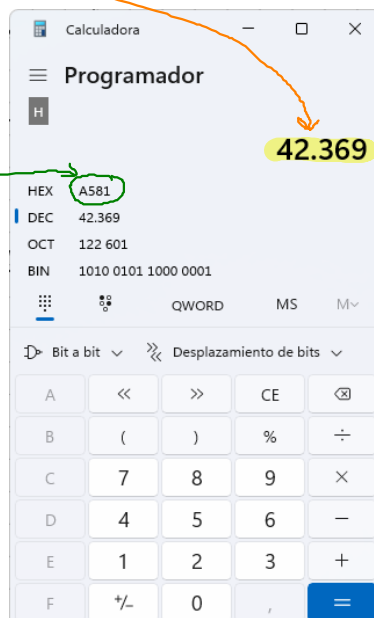 Calculadora
Programador
H
42.369
HEX A581
DEC 42.369
OCT 122 601
BIN 1010 0101 1000 0001
QWORD MS M
Bit a bit Desplazamiento de bits
A << >> CE
B ( ) % ÷
C 7 8 9 ×
D 4 5 6 −
E 1 2 3 +
F +/− 0 , =